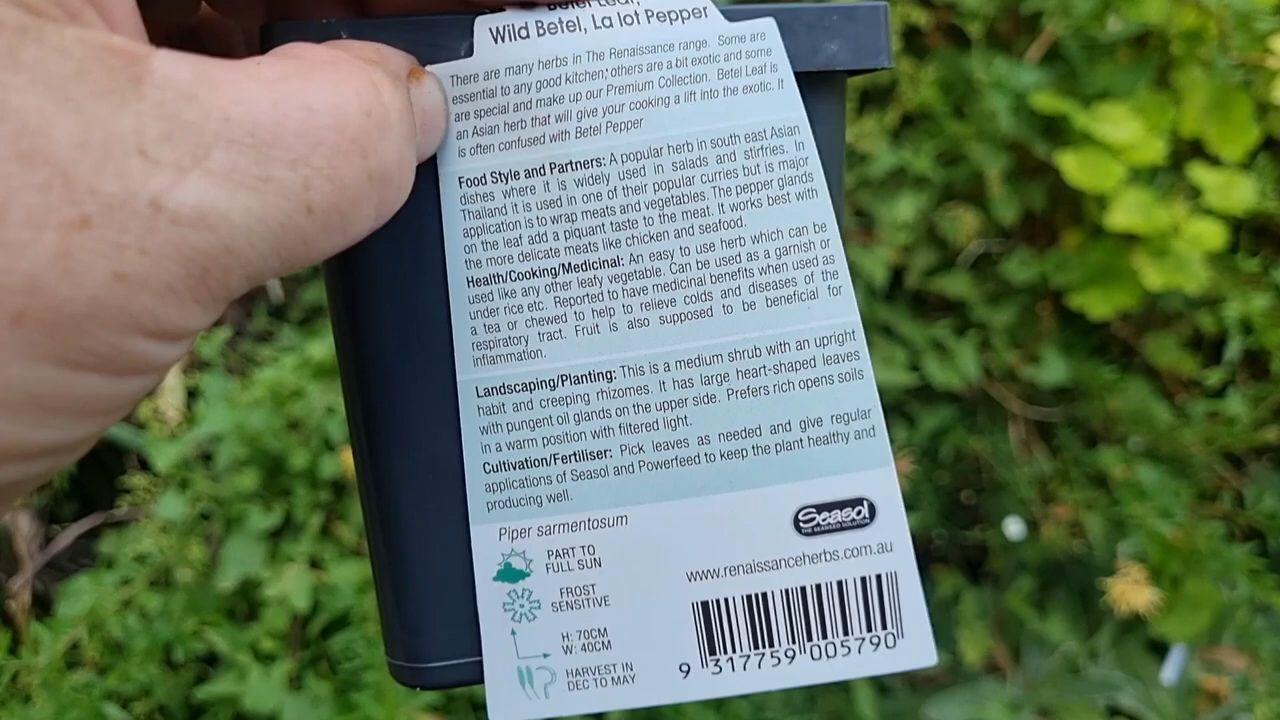 Betel Leaf,
Wild Betel, La lot Pepper
There are many herbs in The Renaissance range. Some are
essential to any good kitchen; others are a bit exotic and some
are special and make up our Premium Collection. Betel Leaf is
an Asian herb that will give your cooking a lift into the exotic. It
is often confused with Betel Pepper
Food Style and Partners: A popular herb in south east Asian
dishes where it is widely used in salads and stirfries. In
Thailand it is used in one of their popular curries but is major
application is to wrap meats and vegetables. The pepper glands
on the leaf add a piquant taste to the meat. It works best with
the more delicate meats like chicken and seafood.
Health/Cooking/Medicinal: An easy to use herb which can be
used like any other leafy vegetable. Can be used as a garnish or
under rice etc. Reported to have medicinal benefits when used as
a tea or chewed to help to relieve colds and diseases of the
respiratory tract. Fruit is also supposed to be beneficial for
inflammation.
Landscaping/Planting: This is a medium shrub with an upright
habit and creeping rhizomes. It has large heart-shaped leaves
with pungent oil glands on the upper side. Prefers rich opens soils
in a warm position with filtered light.
Cultivation/Fertiliser: Pick leaves as needed and give regular
applications of Seasol and Powerfeed to keep the plant healthy and
producing well.
Piper sarmentosum
Seasol
THE SEAWEED SOLUTION
PART TO
FULL SUN
www.renaissanceherbs.com.au
FROST
SENSITIVE
H: 70CM
W: 40CM
HARVEST IN
DEC TO MAY
9 317759 005790